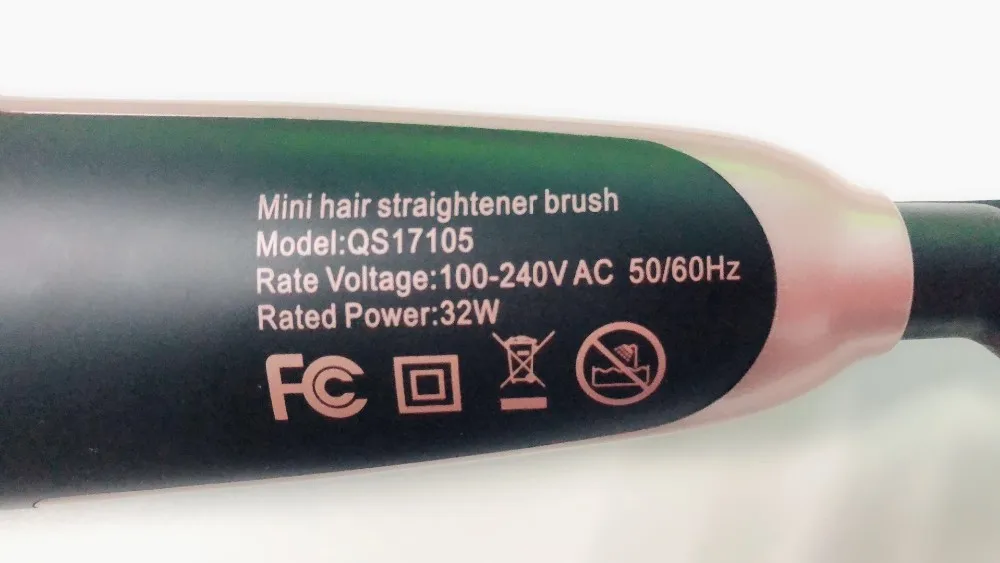 Mini hair straightener brush
Model:QS17105
Rate Voltage:100-240V AC 50/60Hz
Rated Power:32W
FC